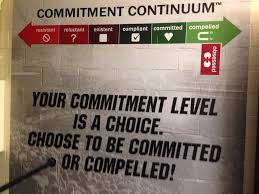 COMMITMENT CONTINUUM™
resistant reluctant existent compliant committed compelled
? ?
obsessed
YOUR COMMITMENT LEVEL
IS A CHOICE.
CHOOSE TO BE COMMITTED
OR COMPELLED!